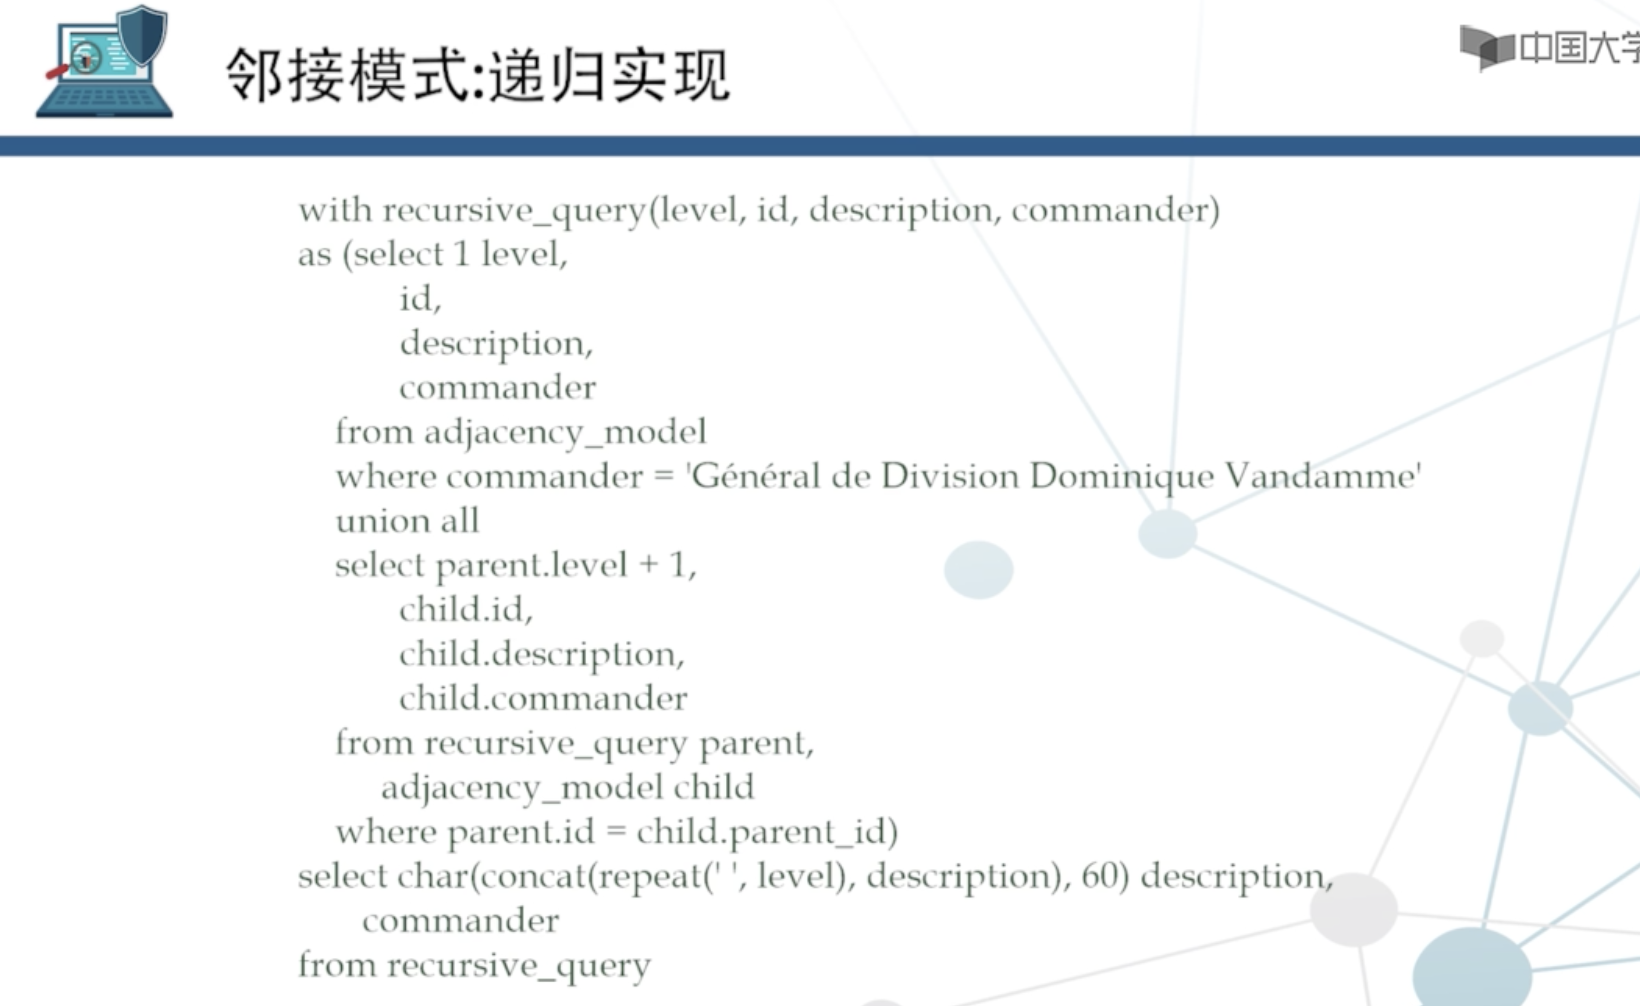 邻接模式:递归实现
中国大学
with recursive_query(level, id, description, commander)
as (select 1 level,
id,
description,
commander
from adjacency_model
where commander = 'Général de Division Dominique Vandamme'
union all
select parent.level + 1,
child.id,
child.description,
child.commander
from recursive_query parent,
adjacency_model child
where parent.id = child.parent_id)
select char(concat(repeat(' ', level), description), 60) description,
commander
from recursive_query